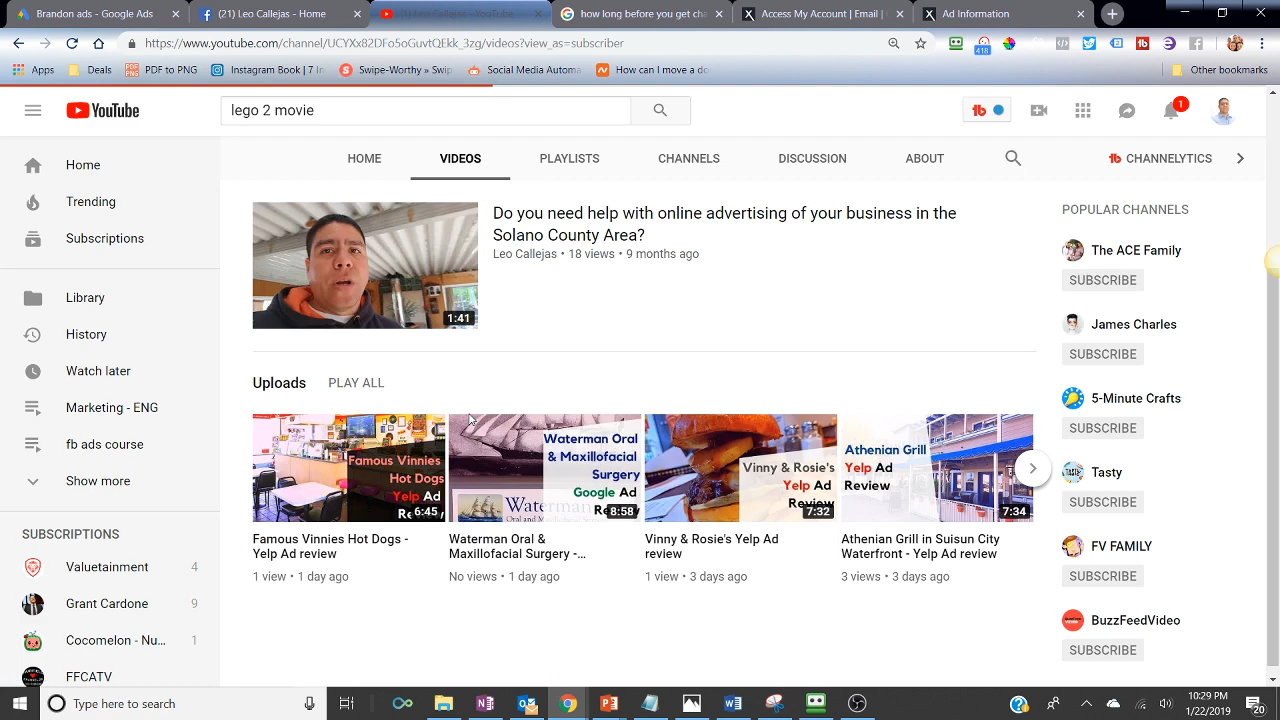 Brand ads - Google Ads
(21) Leo Callejas - Home
YouTube
how long before you get cha
Access My Account | Email | C
Ad Information
https://www.youtube.com/channel/UCYXx82DFo5oGuvtQEkk_3zg/videos?view_as=subscriber
418
Apps
Deals
PDF to PNG
Instagram Book | 7 In
Swipe-Worthy » Swip
Social Media Automa
How can I move a do
Other bookmarks
YouTube
lego 2 movie
1
HOME
VIDEOS
PLAYLISTS
CHANNELS
DISCUSSION
ABOUT
CHANNELYTICS
Home
Trending
Subscriptions
Library
History
Watch later
Marketing - ENG
fb ads course
Show more
SUBSCRIPTIONS
Valuetainment 4
Grant Cardone 9
Cocomelon - Nu... 1
FFCATV
1:41
Do you need help with online advertising of your business in the
Solano County Area?
Leo Callejas • 18 views • 9 months ago
Uploads
PLAY ALL
Famous Vinnies
Hot Dogs
Yelp Ad
6:45
Famous Vinnies Hot Dogs -
Yelp Ad review
1 view • 1 day ago
Waterman Oral
& Maxillofacial
Surgery
Google Ad
8:58
Waterman Oral &
Maxillofacial Surgery -...
No views • 1 day ago
Vinny & Rosie's
Yelp Ad
Review
7:32
Vinny & Rosie's Yelp Ad
review
1 view • 3 days ago
Athenian Grill
Yelp Ad
Review
7:34
Athenian Grill in Suisun City
Waterfront - Yelp Ad review
3 views • 3 days ago
POPULAR CHANNELS
The ACE Family
SUBSCRIBE
James Charles
SUBSCRIBE
5-Minute Crafts
SUBSCRIBE
Tasty
SUBSCRIBE
FV FAMILY
SUBSCRIBE
BuzzFeedVideo
SUBSCRIBE
Type here to search
10:29 PM
1/22/2019
20